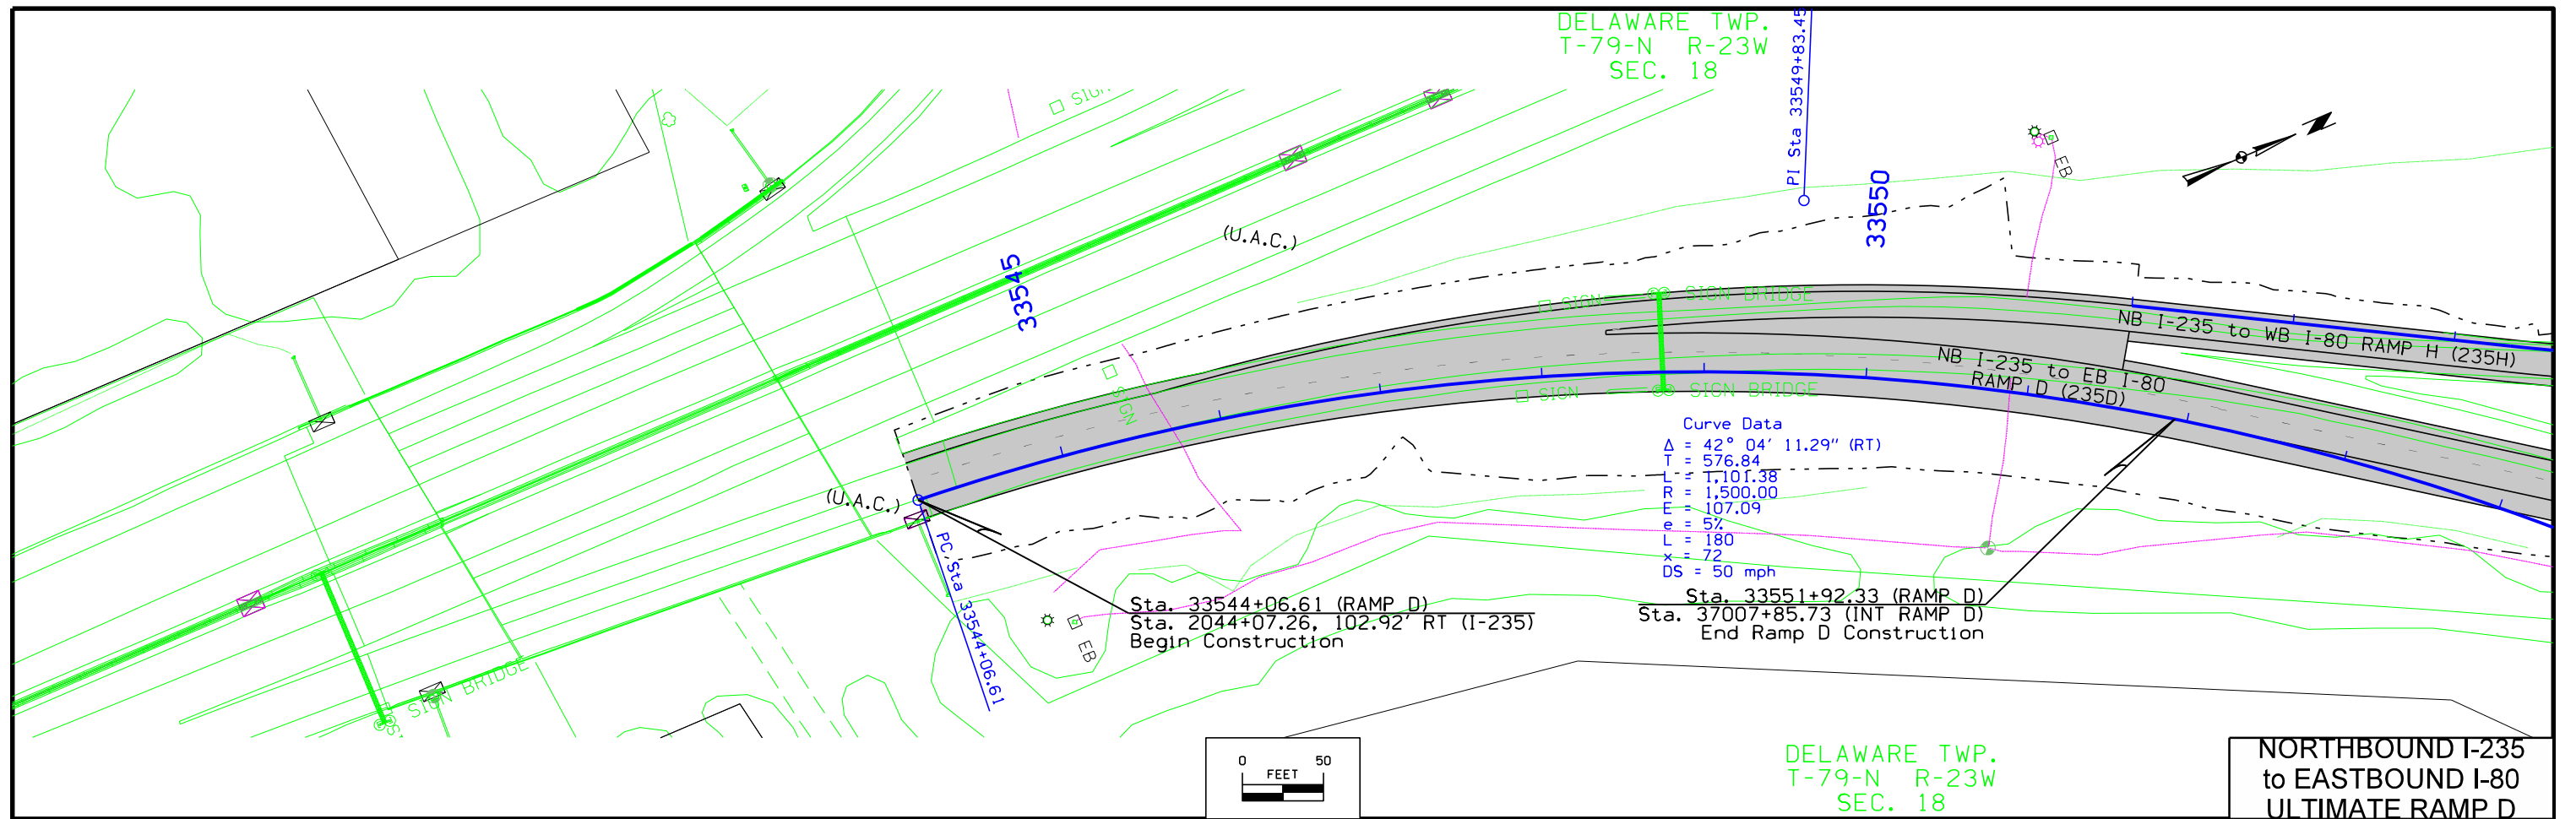 DELAWARE TWP.
T-79-N R-23W
SEC. 18
PI Sta 33549+83.45
SIGN
EB
33550
(U.A.C.)
33545
SIGN
SIGN BRIDGE
NB I-235 to WB I-80 RAMP H (235H)
NB I-235 to EB I-80
RAMP D (235D)
SIGN
SIGN
SIGN BRIDGE
Curve Data
Δ = 42° 04' 11.29" (RT)
T = 576.84
L = 1,101.38
R = 1,500.00
E = 107.09
e = 5%
L = 180
x = 72
DS = 50 mph
(U.A.C.)
PC Sta 33544+06.61
Sta. 33544+06.61 (RAMP D)
Sta. 2044+07.26, 102.92' RT (I-235)
Begin Construction
Sta. 33551+92.33 (RAMP D)
Sta. 37007+85.73 (INT RAMP D)
End Ramp D Construction
EB
SIGN BRIDGE
0 50
FEET
DELAWARE TWP.
T-79-N R-23W
SEC. 18
NORTHBOUND I-235
to EASTBOUND I-80
ULTIMATE RAMP D